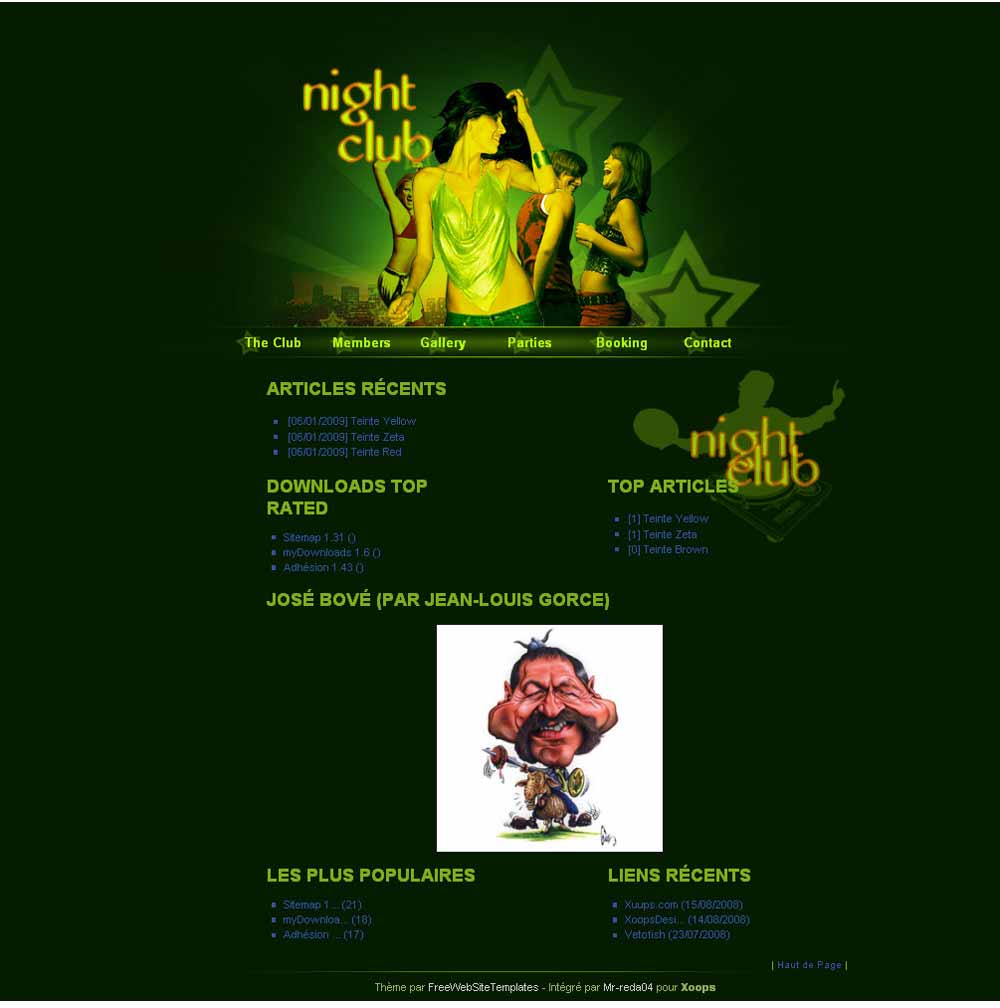 night
club
The Club Members Gallery Parties Booking Contact
ARTICLES RÉCENTS
[06/01/2009] Teinte Yellow
[06/01/2009] Teinte Zeta
[06/01/2009] Teinte Red
night
club
DOWNLOADS TOP
RATED
Sitemap 1.31 ()
myDownloads 1.6 ()
Adhésion 1.43 ()
TOP ARTICLES
[1] Teinte Yellow
[1] Teinte Zeta
[0] Teinte Brown
JOSÉ BOVÉ (PAR JEAN-LOUIS GORCE)
LES PLUS POPULAIRES
Sitemap 1... (21)
myDownloa... (18)
Adhésion ... (17)
LIENS RÉCENTS
Xuups.com (15/08/2008)
XoopsDesi... (14/08/2008)
Vetofish (23/07/2008)
| Haut de Page |
Thème par FreeWebSiteTemplates - Intégré par Mr-reda04 pour Xoops